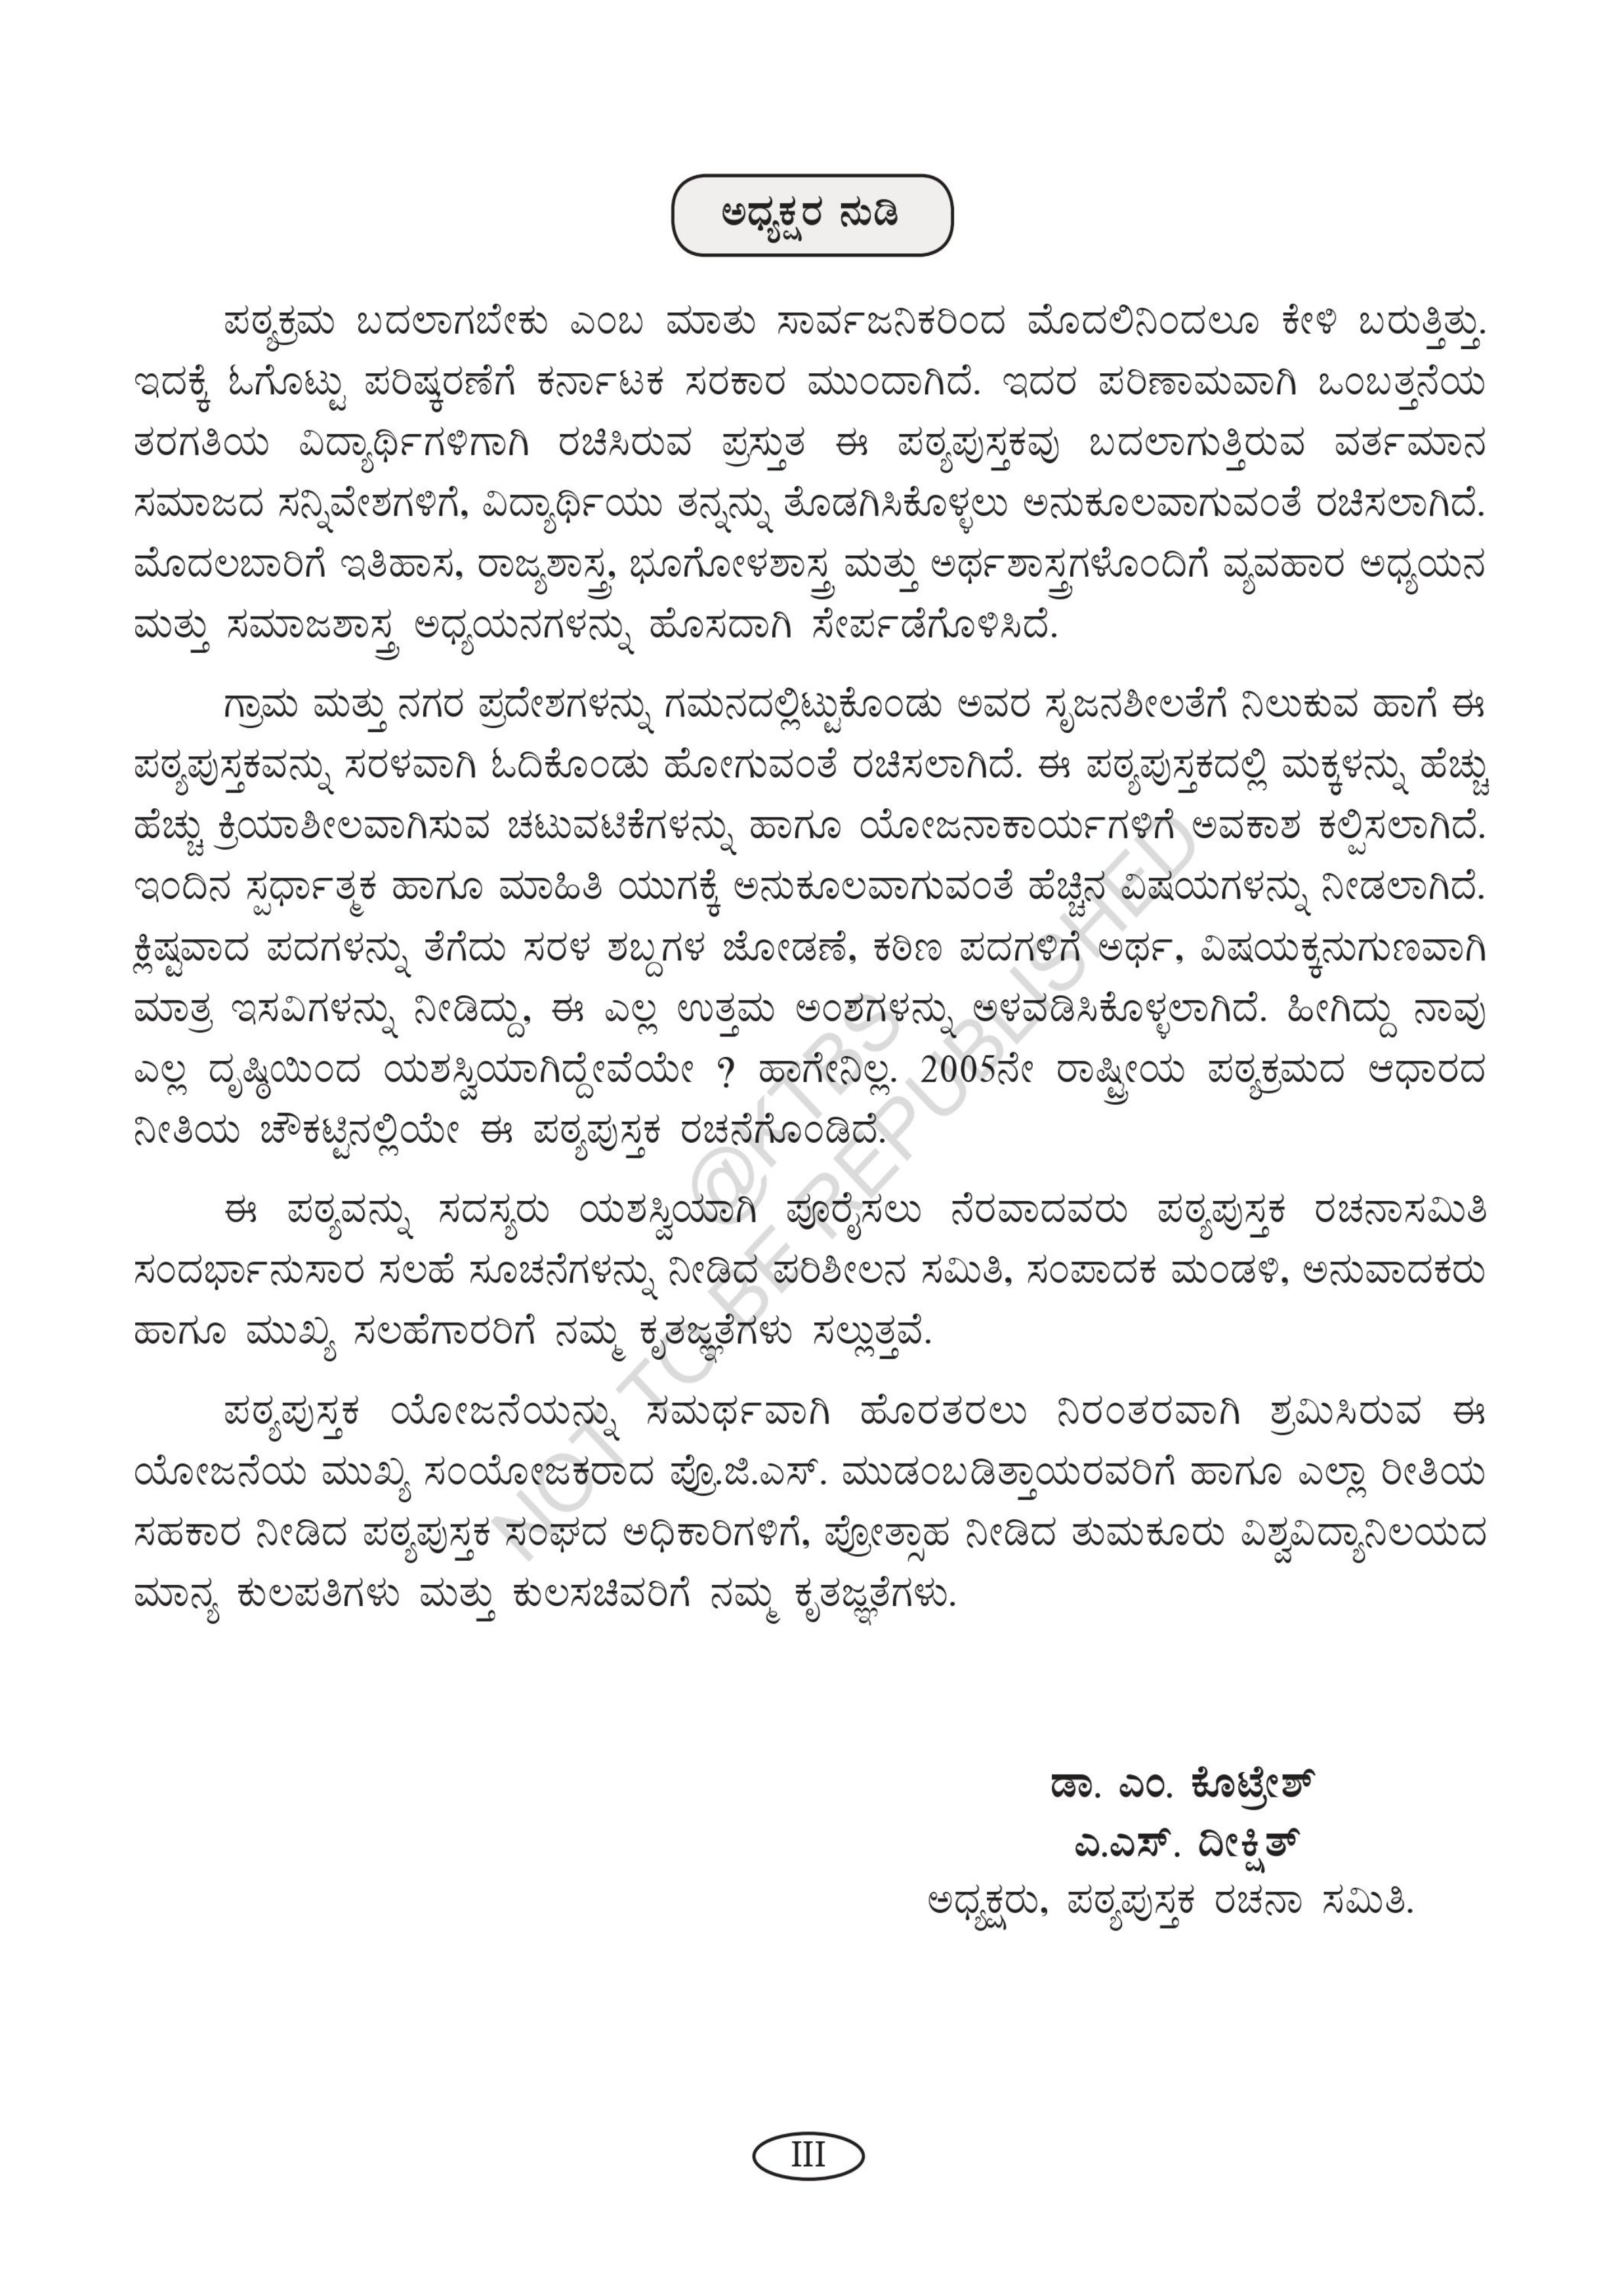 ಅಧ್ಯಕ್ಷರ ನುಡಿ
ಪಠ್ಯಕ್ರಮ ಬದಲಾಗಬೇಕು ಎಂಬ ಮಾತು ಸಾರ್ವಜನಿಕರಿಂದ ಮೊದಲಿನಿಂದಲೂ ಕೇಳಿ ಬರುತ್ತಿತ್ತು.
ಇದಕ್ಕೆ ಓಗೊಟ್ಟು ಪರಿಷ್ಕರಣೆಗೆ ಕರ್ನಾಟಕ ಸರಕಾರ ಮುಂದಾಗಿದೆ. ಇದರ ಪರಿಣಾಮವಾಗಿ ಒಂಬತ್ತನೆಯ
ತರಗತಿಯ ವಿದ್ಯಾರ್ಥಿಗಳಿಗಾಗಿ ರಚಿಸಿರುವ ಪ್ರಸ್ತುತ ಈ ಪಠ್ಯಪುಸ್ತಕವು ಬದಲಾಗುತ್ತಿರುವ ವರ್ತಮಾನ
ಸಮಾಜದ ಸನ್ನಿವೇಶಗಳಿಗೆ, ವಿದ್ಯಾರ್ಥಿಯು ತನ್ನನ್ನು ತೊಡಗಿಸಿಕೊಳ್ಳಲು ಅನುಕೂಲವಾಗುವಂತೆ ರಚಿಸಲಾಗಿದೆ.
ಮೊದಲಬಾರಿಗೆ ಇತಿಹಾಸ, ರಾಜ್ಯಶಾಸ್ತ್ರ, ಭೂಗೋಳಶಾಸ್ತ್ರ ಮತ್ತು ಅರ್ಥಶಾಸ್ತ್ರಗಳೊಂದಿಗೆ ವ್ಯವಹಾರ ಅಧ್ಯಯನ
ಮತ್ತು ಸಮಾಜಶಾಸ್ತ್ರ ಅಧ್ಯಯನಗಳನ್ನು ಹೊಸದಾಗಿ ಸೇರ್ಪಡೆಗೊಳಿಸಿದೆ.
ಗ್ರಾಮ ಮತ್ತು ನಗರ ಪ್ರದೇಶಗಳನ್ನು ಗಮನದಲ್ಲಿಟ್ಟುಕೊಂಡು ಅವರ ಸೃಜನಶೀಲತೆಗೆ ನಿಲುಕುವ ಹಾಗೆ ಈ
ಪಠ್ಯಪುಸ್ತಕವನ್ನು ಸರಳವಾಗಿ ಓದಿಕೊಂಡು ಹೋಗುವಂತೆ ರಚಿಸಲಾಗಿದೆ. ಈ ಪಠ್ಯಪುಸ್ತಕದಲ್ಲಿ ಮಕ್ಕಳನ್ನು ಹೆಚ್ಚು
ಹೆಚ್ಚು ಕ್ರಿಯಾಶೀಲವಾಗಿಸುವ ಚಟುವಟಿಕೆಗಳನ್ನು ಹಾಗೂ ಯೋಜನಾಕಾರ್ಯಗಳಿಗೆ ಅವಕಾಶ ಕಲ್ಪಿಸಲಾಗಿದೆ.
ಇಂದಿನ ಸ್ಪರ್ಧಾತ್ಮಕ ಹಾಗೂ ಮಾಹಿತಿ ಯುಗಕ್ಕೆ ಅನುಕೂಲವಾಗುವಂತೆ ಹೆಚ್ಚಿನ ವಿಷಯಗಳನ್ನು ನೀಡಲಾಗಿದೆ.
ಕ್ಲಿಷ್ಟವಾದ ಪದಗಳನ್ನು ತೆಗೆದು ಸರಳ ಶಬ್ದಗಳ ಜೋಡಣೆ, ಕಠಿಣ ಪದಗಳಿಗೆ ಅರ್ಥ, ವಿಷಯಕ್ಕನುಗುಣವಾಗಿ
ಮಾತ್ರ ಇಸವಿಗಳನ್ನು ನೀಡಿದ್ದು, ಈ ಎಲ್ಲ ಉತ್ತಮ ಅಂಶಗಳನ್ನು ಅಳವಡಿಸಿಕೊಳ್ಳಲಾಗಿದೆ. ಹೀಗಿದ್ದು ನಾವು
ಎಲ್ಲ ದೃಷ್ಠಿಯಿಂದ ಯಶಸ್ವಿಯಾಗಿದ್ದೇವೆಯೇ ? ಹಾಗೇನಿಲ್ಲ. 2005ನೇ ರಾಷ್ಟ್ರೀಯ ಪಠ್ಯಕ್ರಮದ ಆಧಾರದ
ನೀತಿಯ ಚೌಕಟ್ಟಿನಲ್ಲಿಯೇ ಈ ಪಠ್ಯಪುಸ್ತಕ ರಚನೆಗೊಂಡಿದೆ.
ಈ ಪಠ್ಯವನ್ನು ಸದಸ್ಯರು ಯಶಸ್ವಿಯಾಗಿ ಪೂರೈಸಲು ನೆರವಾದವರು ಪಠ್ಯಪುಸ್ತಕ ರಚನಾಸಮಿತಿ
ಸಂದರ್ಭಾನುಸಾರ ಸಲಹೆ ಸೂಚನೆಗಳನ್ನು ನೀಡಿದ ಪರಿಶೀಲನ ಸಮಿತಿ, ಸಂಪಾದಕ ಮಂಡಳಿ, ಅನುವಾದಕರು
ಹಾಗೂ ಮುಖ್ಯ ಸಲಹೆಗಾರರಿಗೆ ನಮ್ಮ ಕೃತಜ್ಞತೆಗಳು ಸಲ್ಲುತ್ತವೆ.
ಪಠ್ಯಪುಸ್ತಕ ಯೋಜನೆಯನ್ನು ಸಮರ್ಥವಾಗಿ ಹೊರತರಲು ನಿರಂತರವಾಗಿ ಶ್ರಮಿಸಿರುವ ಈ
ಯೋಜನೆಯ ಮುಖ್ಯ ಸಂಯೋಜಕರಾದ ಪ್ರೊ.ಜಿ.ಎಸ್. ಮುಡಂಬಡಿತ್ತಾಯರವರಿಗೆ ಹಾಗೂ ಎಲ್ಲಾ ರೀತಿಯ
ಸಹಕಾರ ನೀಡಿದ ಪಠ್ಯಪುಸ್ತಕ ಸಂಘದ ಅಧಿಕಾರಿಗಳಿಗೆ, ಪ್ರೋತ್ಸಾಹ ನೀಡಿದ ತುಮಕೂರು ವಿಶ್ವವಿದ್ಯಾನಿಲಯದ
ಮಾನ್ಯ ಕುಲಪತಿಗಳು ಮತ್ತು ಕುಲಸಚಿವರಿಗೆ ನಮ್ಮ ಕೃತಜ್ಞತೆಗಳು.
@KTBS
NOT TO BE REPUBLISHED
ಡಾ. ಎಂ. ಕೊಟ್ರೇಶ್
ಎ.ಎಸ್. ದೀಕ್ಷಿತ್
ಅಧ್ಯಕ್ಷರು, ಪಠ್ಯಪುಸ್ತಕ ರಚನಾ ಸಮಿತಿ.
III